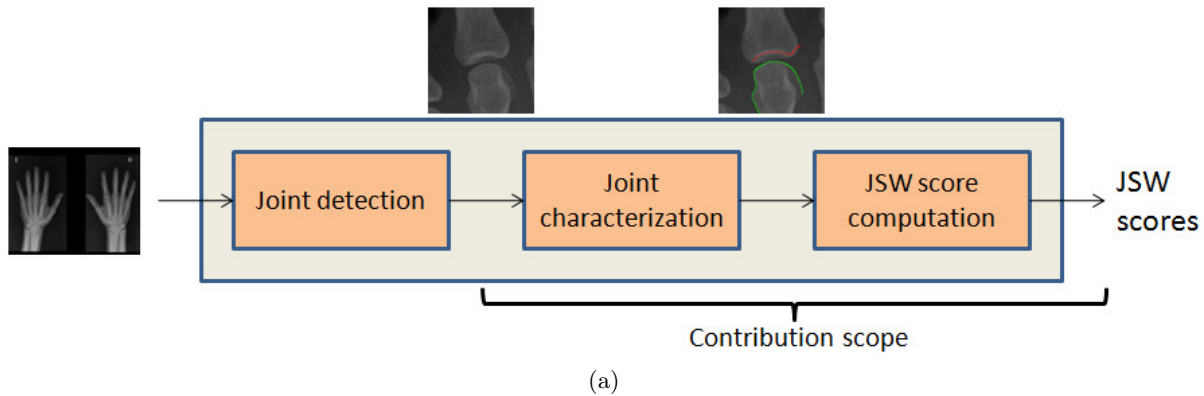 Joint detection
Joint
characterization
JSW score
computation
JSW
scores
Contribution scope
(a)